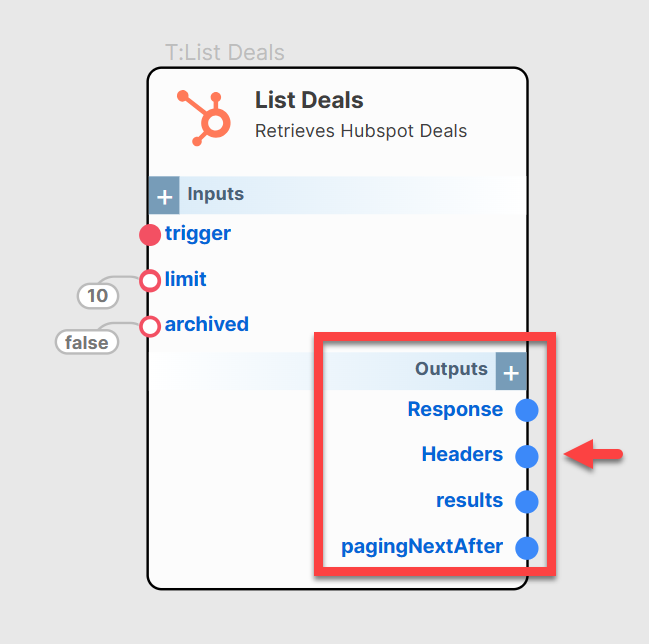 T:List Deals
List Deals
Retrieves Hubspot Deals
+ Inputs
trigger
limit
10
archived
false
Outputs +
Response
Headers
results
pagingNextAfter